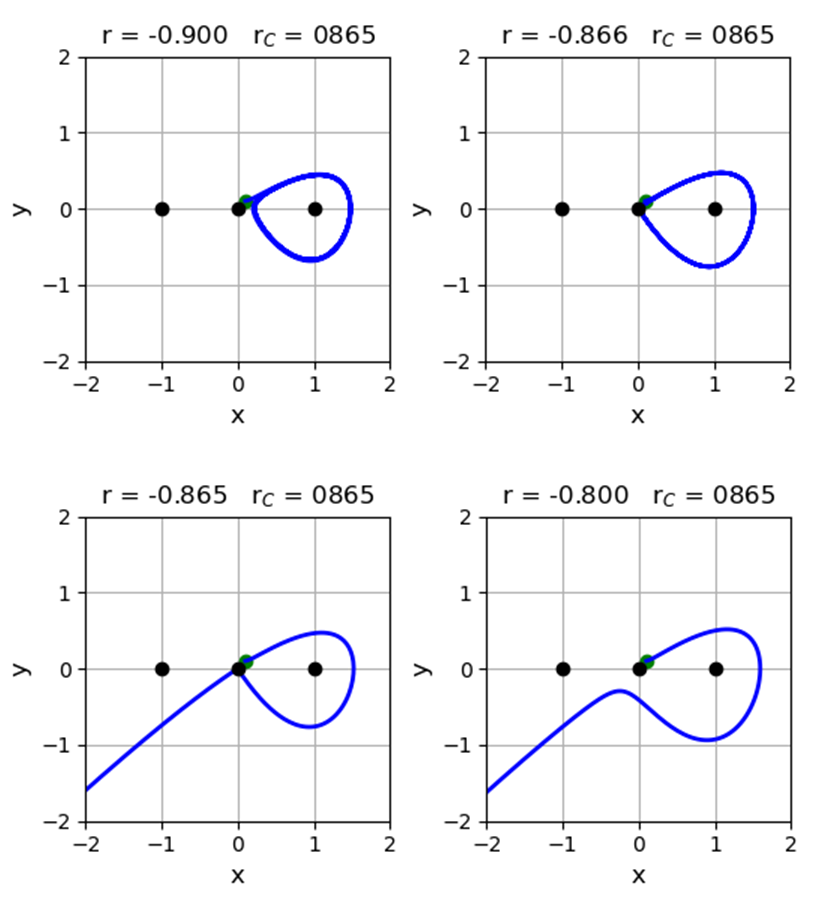 r = -0.900 r_C = 0865
r = -0.866 r_C = 0865
2
1
0
−1
−2
y
−2 −1 0 1 2
x
2
1
0
−1
−2
y
−2 −1 0 1 2
x
r = -0.865 r_C = 0865
r = -0.800 r_C = 0865
2
1
0
−1
−2
y
−2 −1 0 1 2
x
2
1
0
−1
−2
y
−2 −1 0 1 2
x